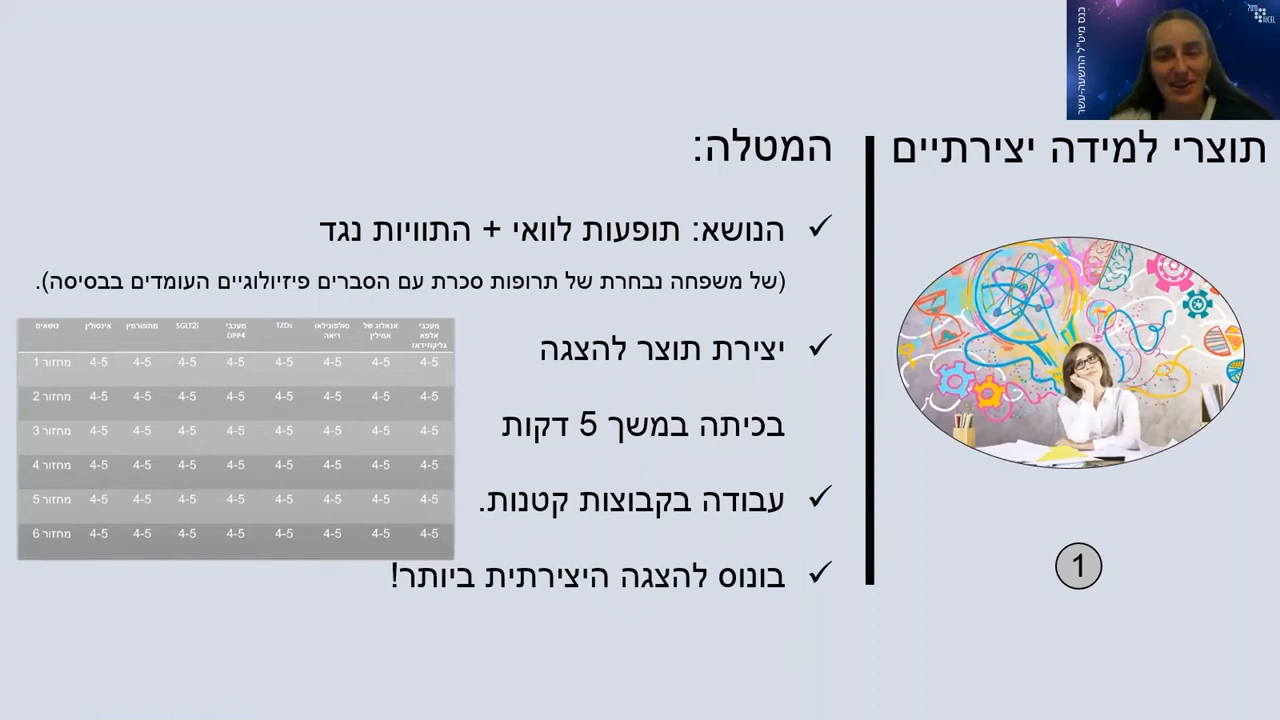 כנס מיט"ל התשעה-עשר
מיטל
IUCEL
תוצרי למידה יצירתיים
1
המטלה:
✓ הנושא: תופעות לוואי + התוויות נגד
(של משפחה נבחרת של תרופות סכרת עם הסברים פיזיולוגיים העומדים בבסיסה).
✓ יצירת תוצר להצגה
בכיתה במשך 5 דקות
✓ עבודה בקבוצות קטנות.
✓ בונוס להצגה היצירתית ביותר!
מעכבי אלפא גליקוזידאז אנאלוג של אמילין סולפונילאוריאה TZDs מעכבי DPP4 SGLT2i מתפורמין אינסולין נושאים
4-5 4-5 4-5 4-5 4-5 4-5 4-5 4-5 מחזור 1
4-5 4-5 4-5 4-5 4-5 4-5 4-5 4-5 מחזור 2
4-5 4-5 4-5 4-5 4-5 4-5 4-5 4-5 מחזור 3
4-5 4-5 4-5 4-5 4-5 4-5 4-5 4-5 מחזור 4
4-5 4-5 4-5 4-5 4-5 4-5 4-5 4-5 מחזור 5
4-5 4-5 4-5 4-5 4-5 4-5 4-5 4-5 מחזור 6